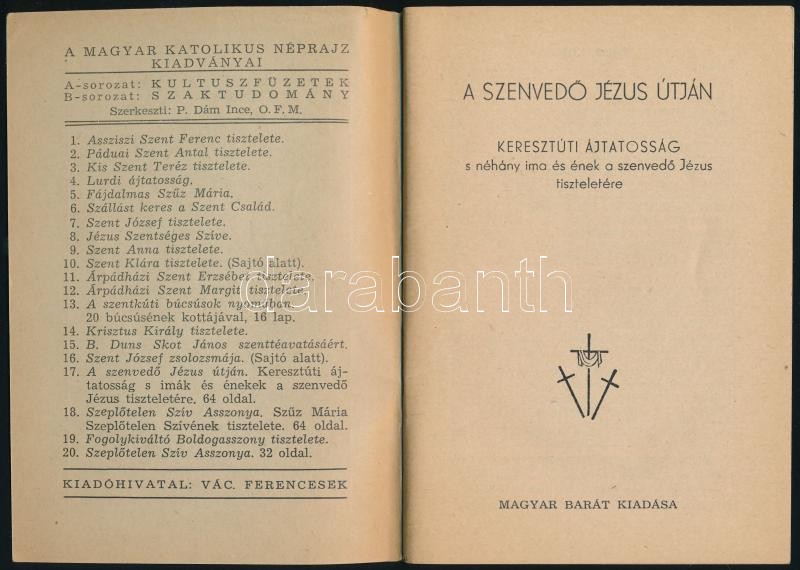 A MAGYAR KATOLIKUS NÉPRAJZ
KIADVÁNYAI
A-sorozat: KULTUSZFÜZETEK
B-sorozat: SZAKTUDOMÁNY
Szerkeszti: P. Dám Ince, O. F. M.
1. Assziszi Szent Ferenc tisztelete.
2. Páduai Szent Antal tisztelete.
3. Kis Szent Teréz tisztelete.
4. Lurdi ájtatosság.
5. Fájdalmas Szűz Mária.
6. Szállást keres a Szent Család.
7. Szent József tisztelete.
8. Jézus Szentséges Szíve.
9. Szent Anna tisztelete.
10. Szent Klára tisztelete. (Sajtó alatt).
11. Árpádházi Szent Erzsébet tisztelete.
12. Árpádházi Szent Margit tisztelete.
13. A szentkúti búcsúsok nyomában.
20 búcsúsének kottájával, 16 lap.
14. Krisztus Király tisztelete.
15. B. Duns Skot János szenttéavatásáért.
16. Szent József zsolozsmája. (Sajtó alatt).
17. A szenvedő Jézus útján. Keresztúti áj-
tatosság s imák és énekek a szenvedő
Jézus tiszteletére. 64 oldal.
18. Szeplőtelen Szív Asszonya. Szűz Mária
Szeplőtelen Szívének tisztelete. 64 oldal.
19. Fogolykiváltó Boldogasszony tisztelete.
20. Szeplőtelen Szív Asszonya. 32 oldal.
KIADÓHIVATAL: VÁC. FERENCESEK
A SZENVEDŐ JÉZUS ÚTJÁN
KERESZTÚTI ÁJTATOSSÁG
s néhány ima és ének a szenvedő Jézus
tiszteletére
MAGYAR BARÁT KIADÁSA
darabanth